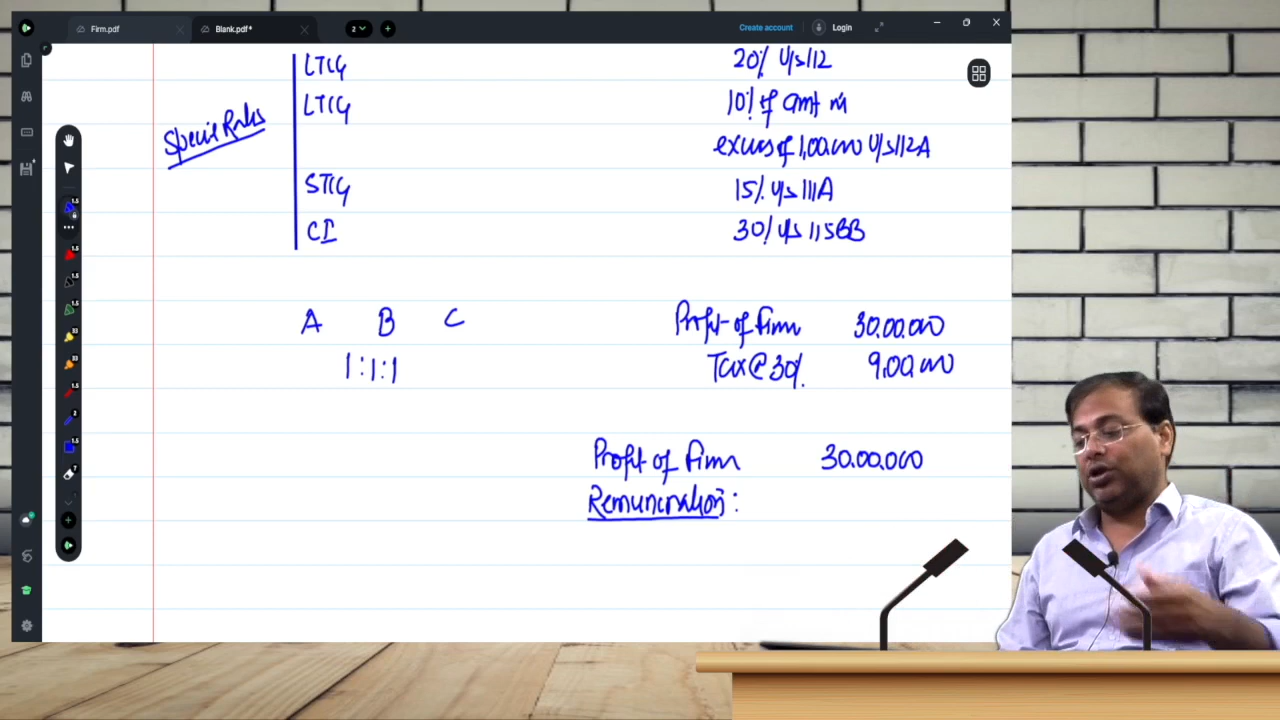 Firm.pdf
Blank.pdf*
2
Create account
Login
LTCG 20% u/s 112
LTCG 10% of amt in
excess of 1,00,000 u/s 112A
Special Rates
STCG 15% u/s 111A
CI 30% u/s 115BB
A B C
1:1:1
Profit of Firm 30,00,000
Tax @ 30% 9,00,000
Profit of Firm 30,00,000
Remuneration: